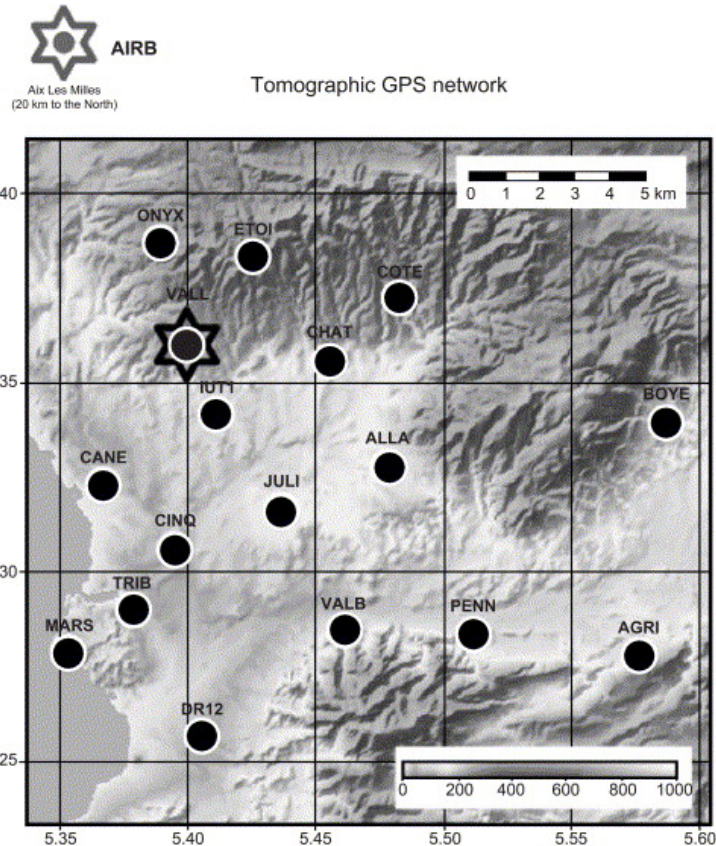 AIRB
Aix Les Milles
(20 km to the North)
Tomographic GPS network
40
0 1 2 3 4 5 km
ONYX
ETOI
COTE
VALL
CHAT
35
IUT1
BOYE
ALLA
CANE
JULI
CINQ
30
TRIB
VALB
PENN
MARS
AGRI
DR12
25
0 200 400 600 800 1000
5.35 5.40 5.45 5.50 5.55 5.60